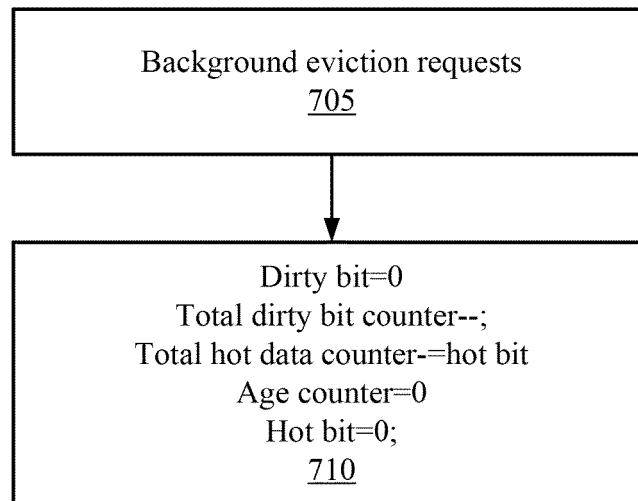 Background eviction requests
705
Dirty bit=0
Total dirty bit counter--;
Total hot data counter-=hot bit
Age counter=0
Hot bit=0;
710